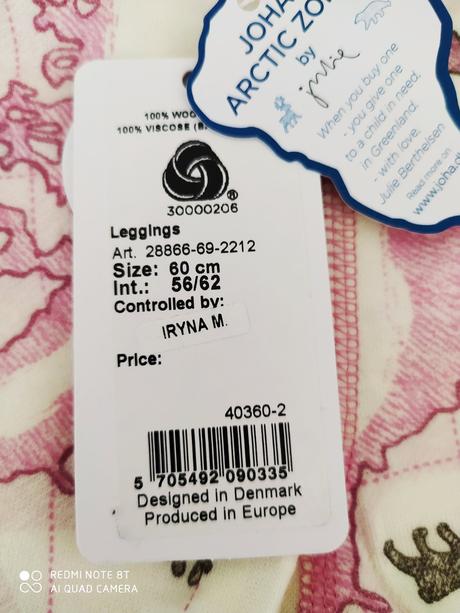 JOHA
ARCTIC ZO
by
julie
When you buy one
- you give one
to a child in need.
in Greenland.
- with love.
Julie Berthelsen
Read more on
www.joha.d
100% WOO
100% VISCOSE
®
30000206
Leggings
Art. 28866-69-2212
Size: 60 cm
Int.: 56/62
Controlled by:
IRYNA M.
Price:
40360-2
5 705492 090335
Designed in Denmark
Produced in Europe
REDMI NOTE 8T
AI QUAD CAMERA